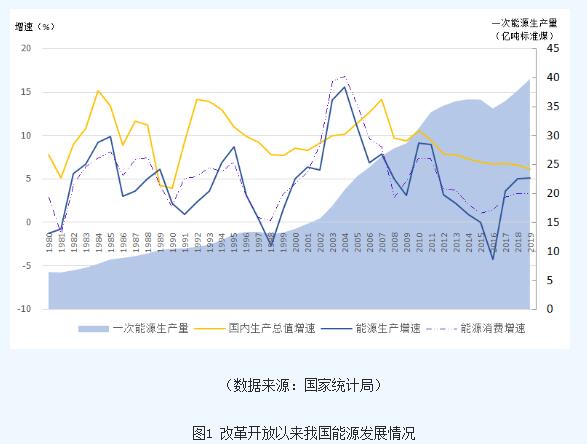 增速（%）
一次能源生产量
（亿吨标准煤）
20
15
10
5
0
-5
-10
45
40
35
30
25
20
15
10
5
0
1980 1981 1982 1983 1984 1985 1986 1987 1988 1989 1990 1991 1992 1993 1994 1995 1996 1997 1998 1999 2000 2001 2002 2003 2004 2005 2006 2007 2008 2009 2010 2011 2012 2013 2014 2015 2016 2017 2018 2019
一次能源生产量 国内生产总值增速 能源生产增速 能源消费增速
（数据来源：国家统计局）
图1 改革开放以来我国能源发展情况